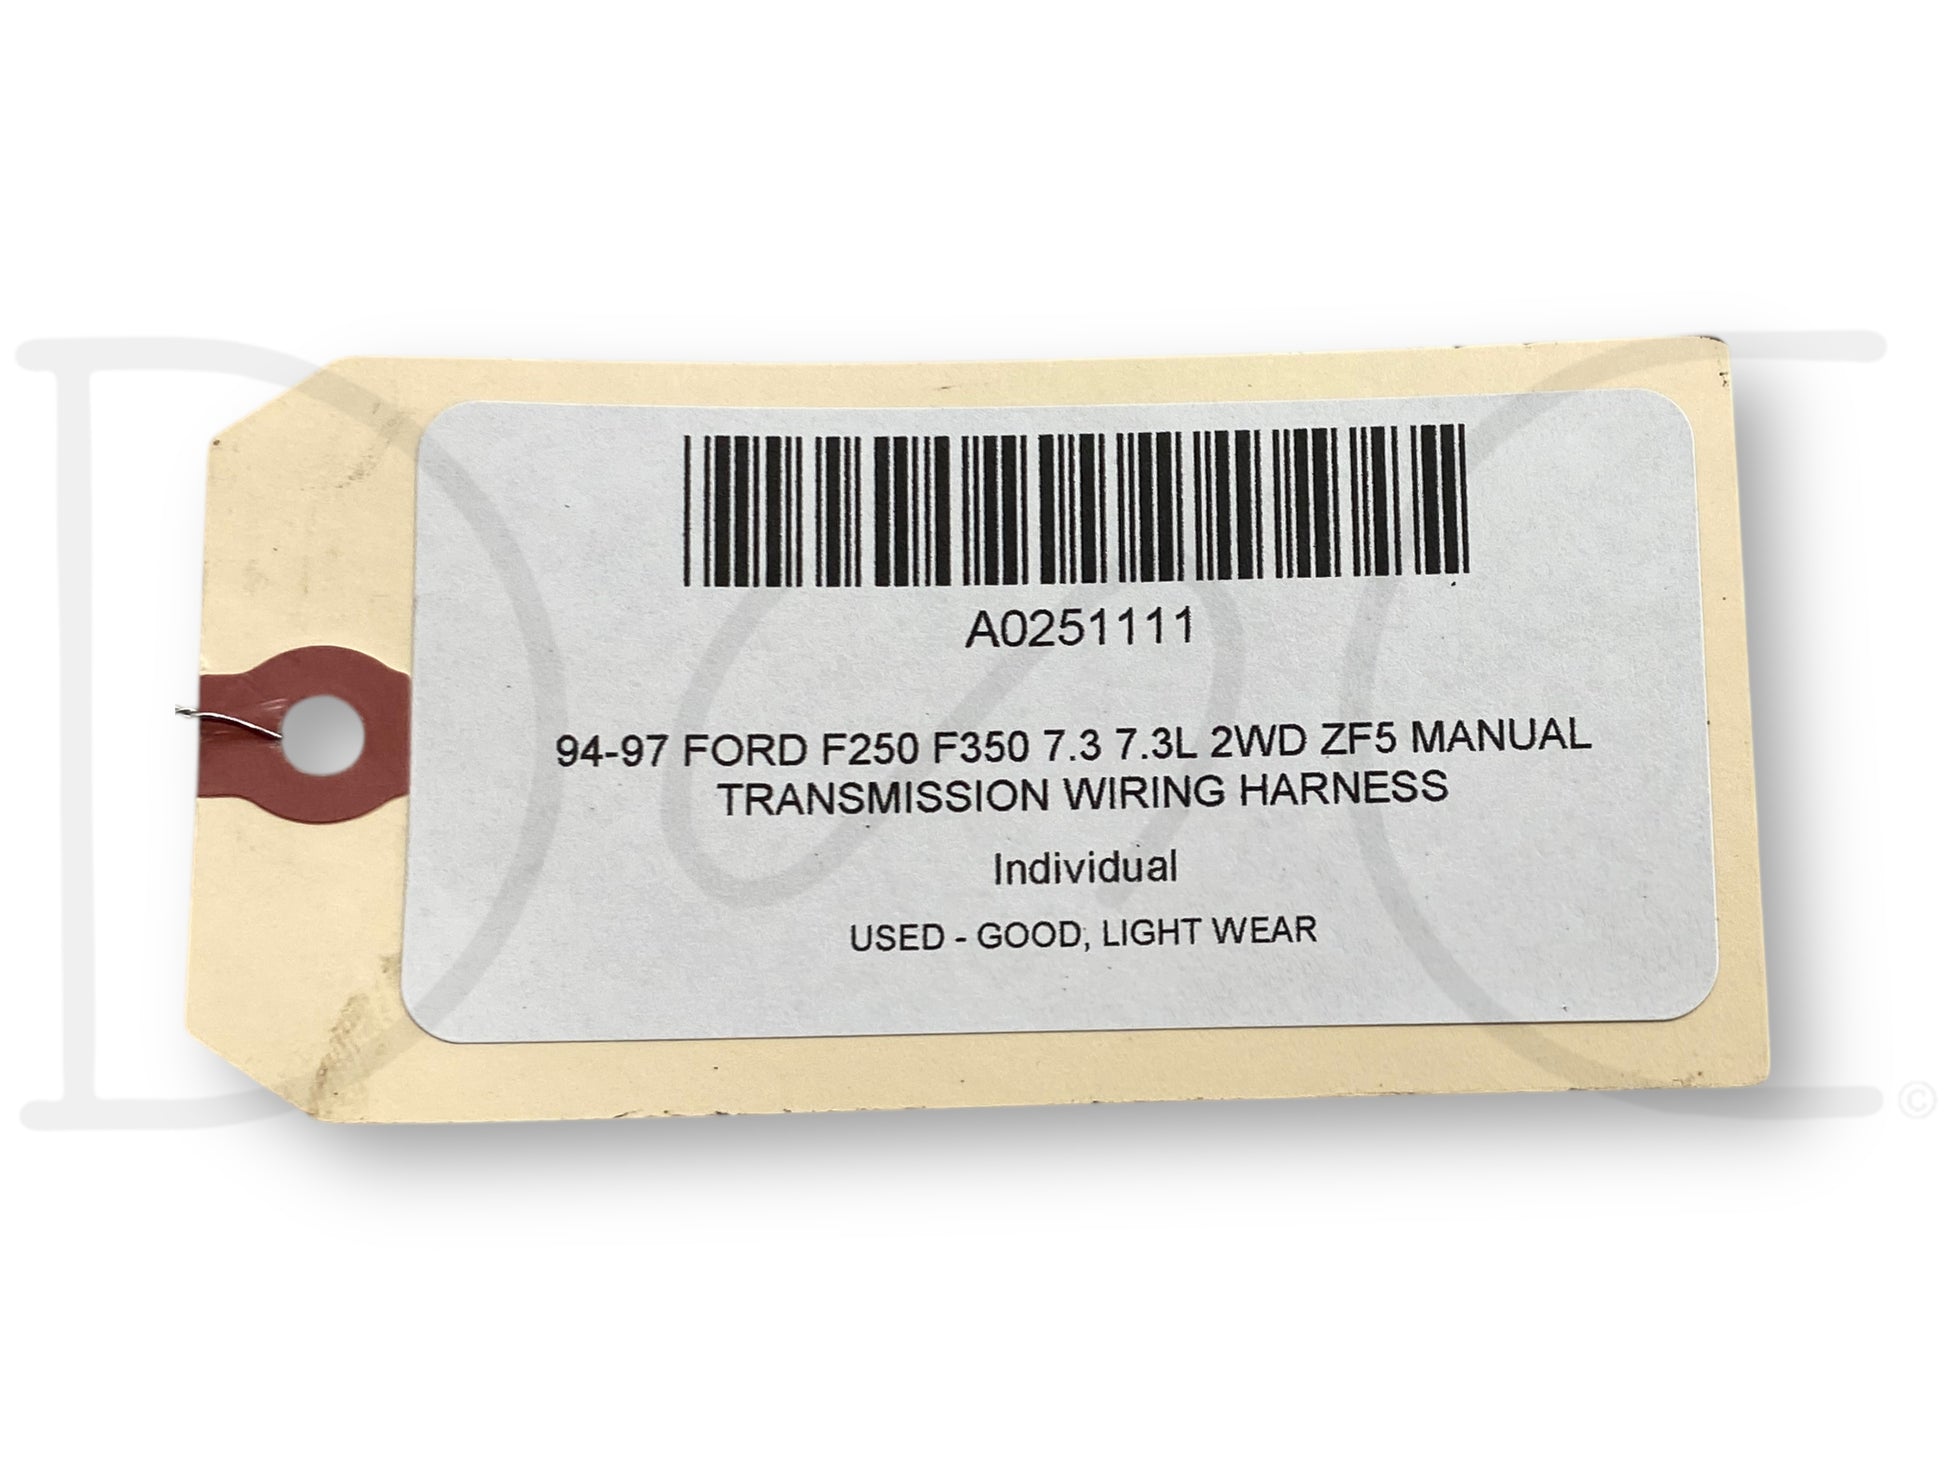 A0251111
94-97 FORD F250 F350 7.3 7.3L 2WD ZF5 MANUAL
TRANSMISSION WIRING HARNESS
Individual
USED - GOOD, LIGHT WEAR
©